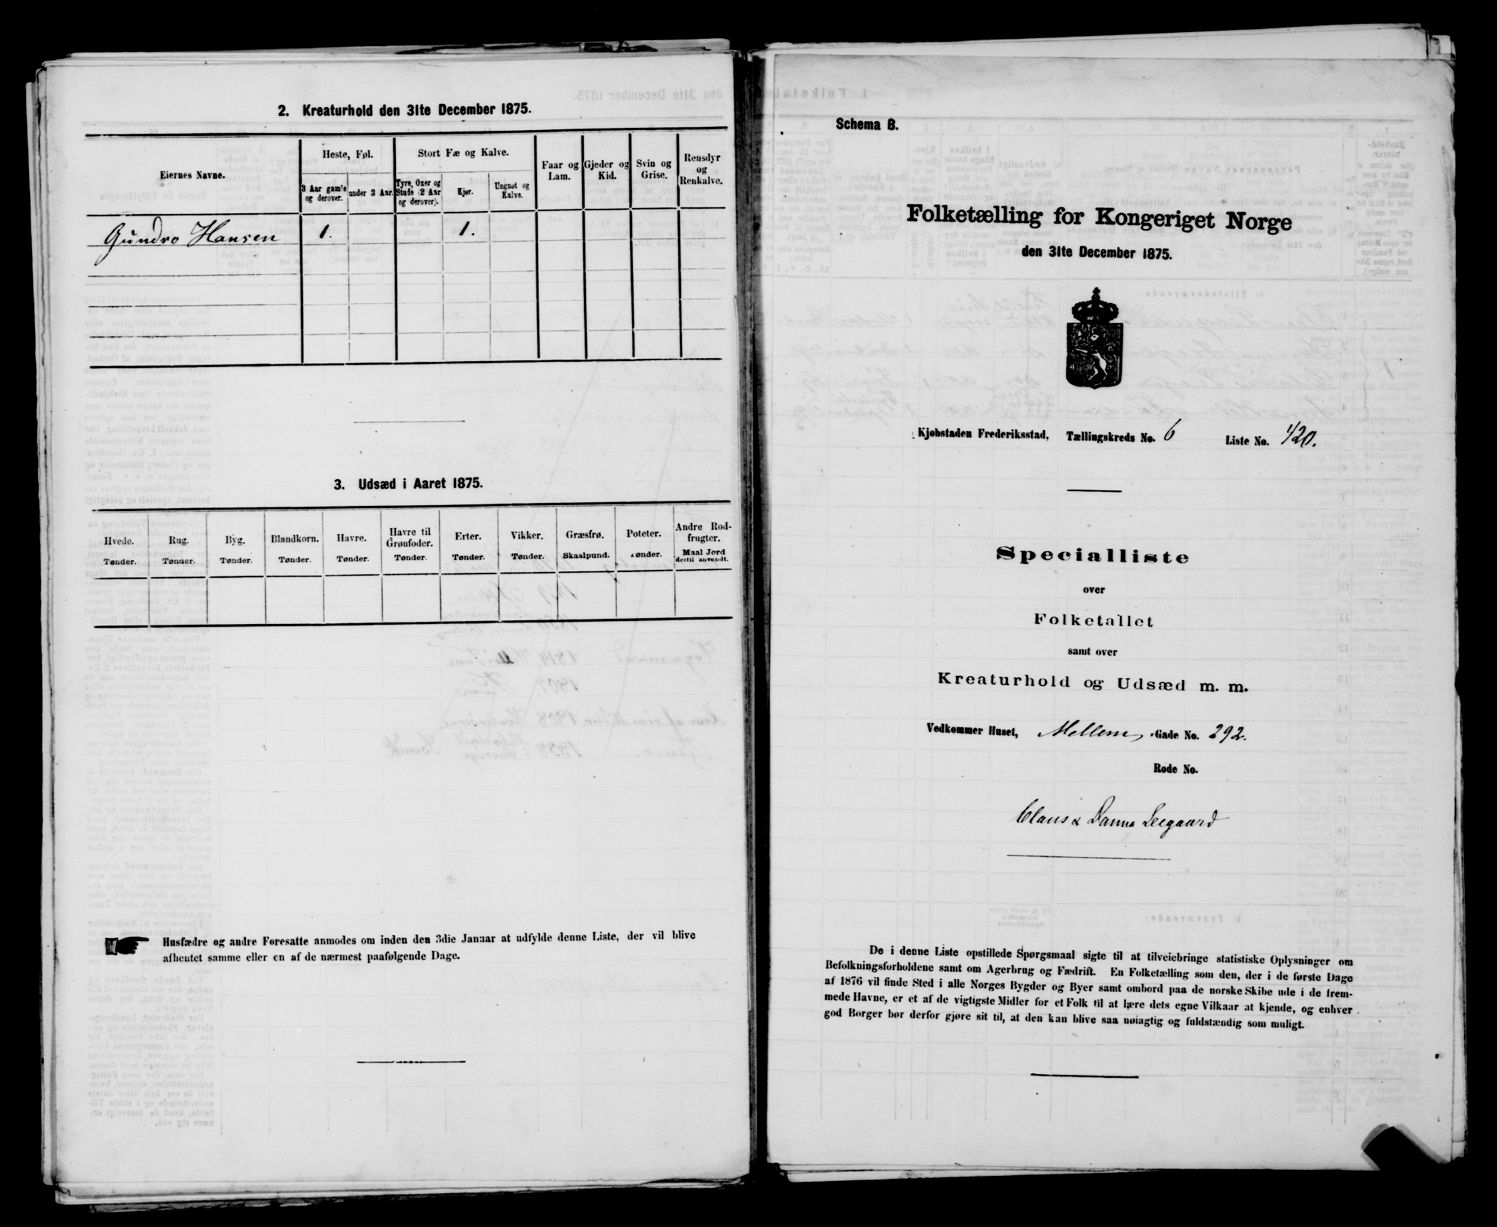 2. Kreaturhold den 31te December 1875.
Eiernes Navne.
Heste, Føl.
Stort Fæ og Kalve.
Faar og Lam.
Gjeder og Kid.
Svin og Grise.
Rensdyr og Renkalve.
3 Aar gam'e og derover.
under 3 Aar.
Tyre, Oxer og Stude (2 Aar og derover).
Kjør.
Ungnøt og Kalve.
Gundro Hansen 1. 1.
3. Udsæd i Aaret 1875.
Hvede. Rug. Byg. Blandkorn. Havre. Havre til Grønfoder. Erter. Vikker. Græsfrø. Poteter. Andre Rodfrugter.
Tønder. Tønder. Tønder. Tønder. Tønder. Tønder. Tønder. Tønder. Skaalpund. Tønder. Maal Jord dertil anvendt.
Husfædre og andre Foresatte anmodes om inden den 3die Januar at udfylde denne Liste, der vil blive
afhentet samme eller en af de nærmest paafølgende Dage.
Schema B.
Folketælling for Kongeriget Norge
den 31te December 1875.
Kjøbstaden Frederiksstad, Tællingskreds No. 6 Liste No. 420.
Specialliste
over
Folketallet
samt over
Kreaturhold og Udsæd m. m.
Vedkommer Huset, Mellem Gade No. 292.
Rode No.
Claus &
De i denne Liste opstillede Spørgsmaal sigte til at tilveiebringe statistiske Oplysninger om
Befolkningsforholdene samt om Agerbrug og Fædrift. En Folketælling som den, der i de første Dage
af 1876 vil finde Sted i alle Norges Bygder og Byer samt ombord paa de norske Skibe ude i de frem-
mede Havne, er et af de vigtigste Midler for et Folk til at lære dets egne Vilkaar at kjende, og enhver
god Borger bør derfor gjøre sit til, at den kan blive saa nøiagtig og fuldstændig som muligt.